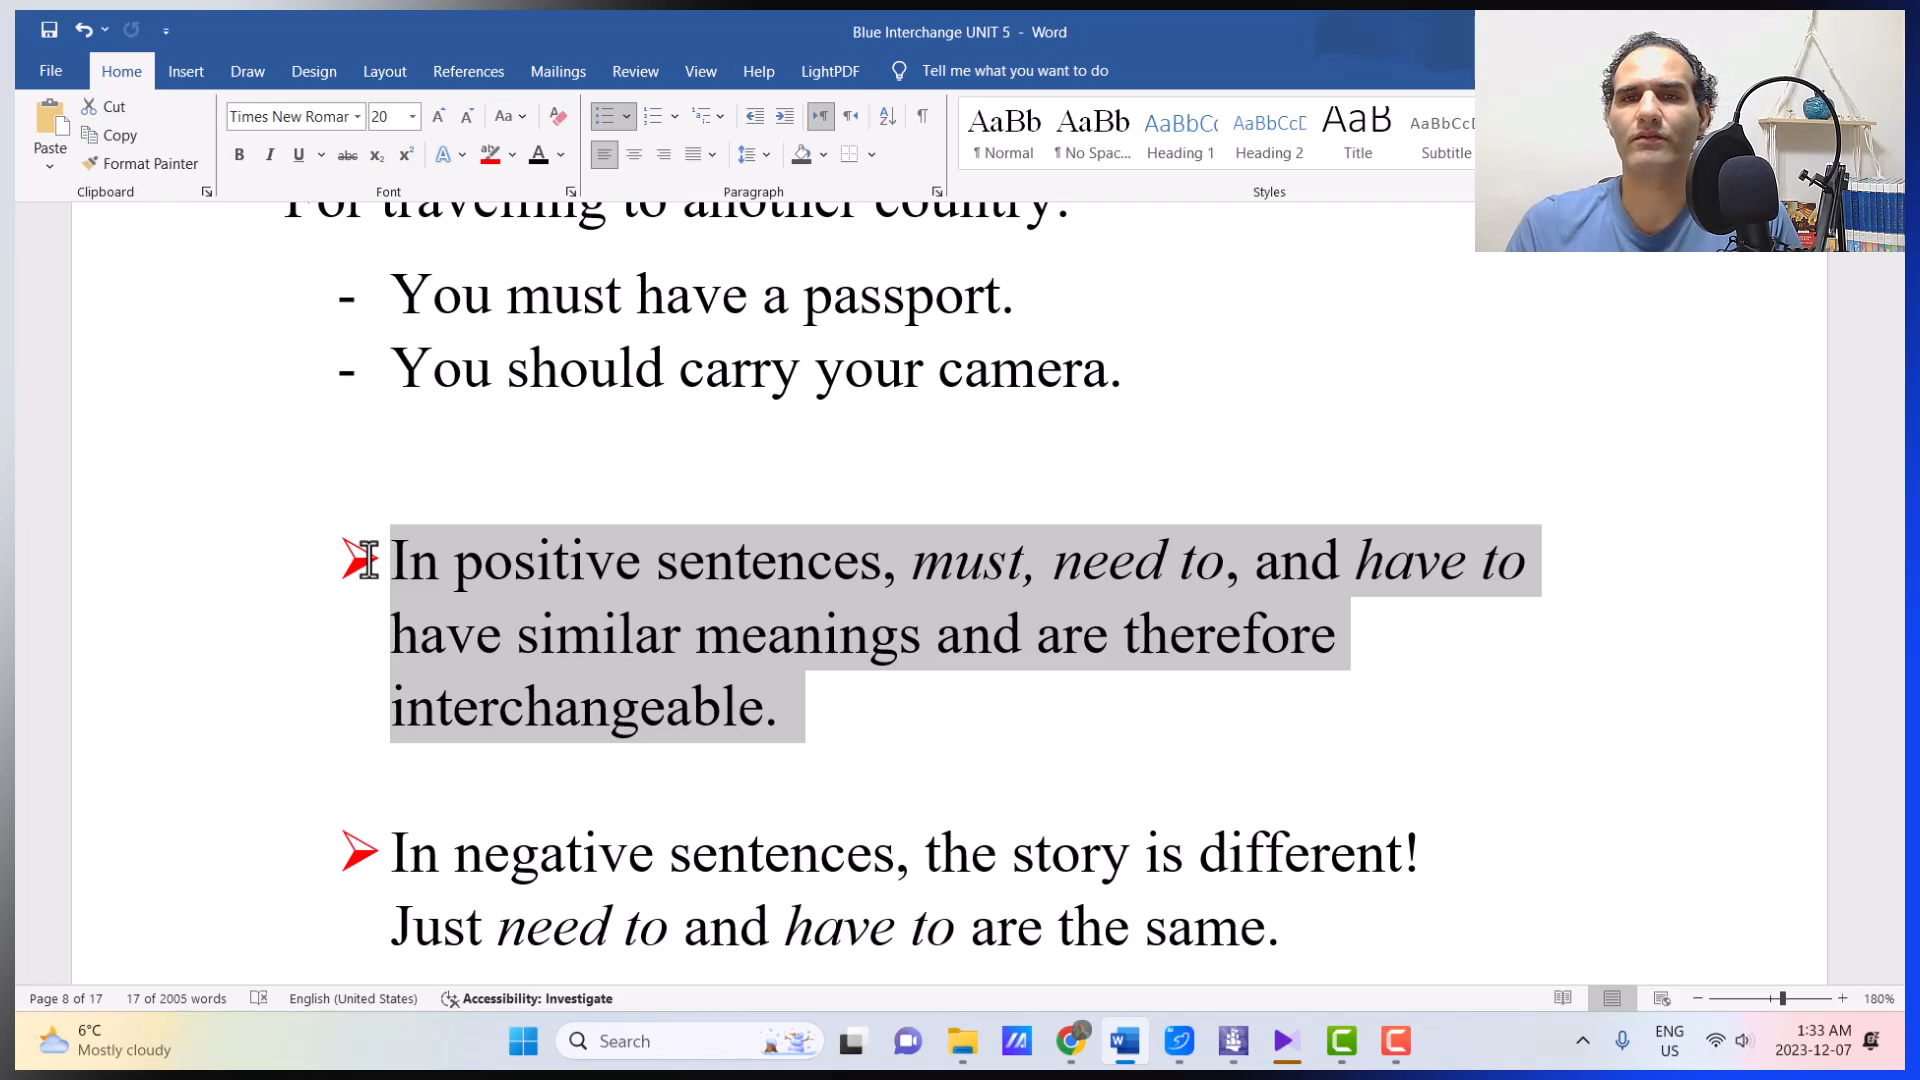 Blue Interchange UNIT 5 - Word
File Home Insert Draw Design Layout References Mailings Review View Help LightPDF Tell me what you want to do
Paste
Cut
Copy
Format Painter
Clipboard
Times New Romar 20
Font
Paragraph
AaBb AaBb AaBbCc AaBbCcD AaB AaBbCcD
¶ Normal ¶ No Spac... Heading 1 Heading 2 Title Subtitle
Styles
For travelling to another country:
- You must have a passport.
- You should carry your camera.
In positive sentences, must, need to, and have to
have similar meanings and are therefore
interchangeable.
In negative sentences, the story is different!
Just need to and have to are the same.
Page 8 of 17 17 of 2005 words English (United States) Accessibility: Investigate 180%
6°C
Mostly cloudy
Search
ENG
US
1:33 AM
2023-12-07